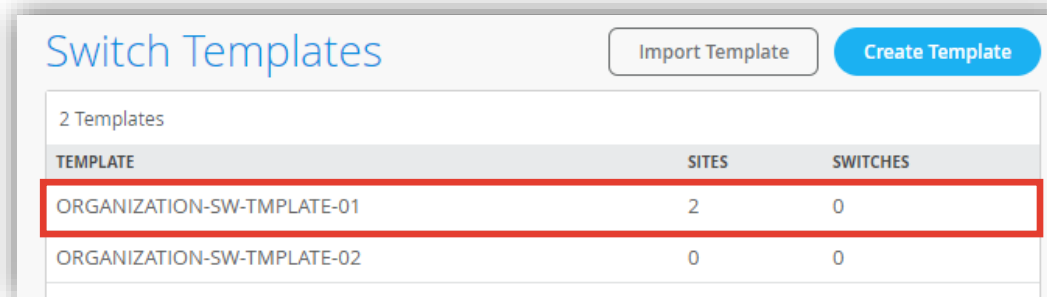 Switch Templates
Import Template
Create Template
2 Templates
TEMPLATE SITES SWITCHES
ORGANIZATION-SW-TMPLATE-01 2 0
ORGANIZATION-SW-TMPLATE-02 0 0